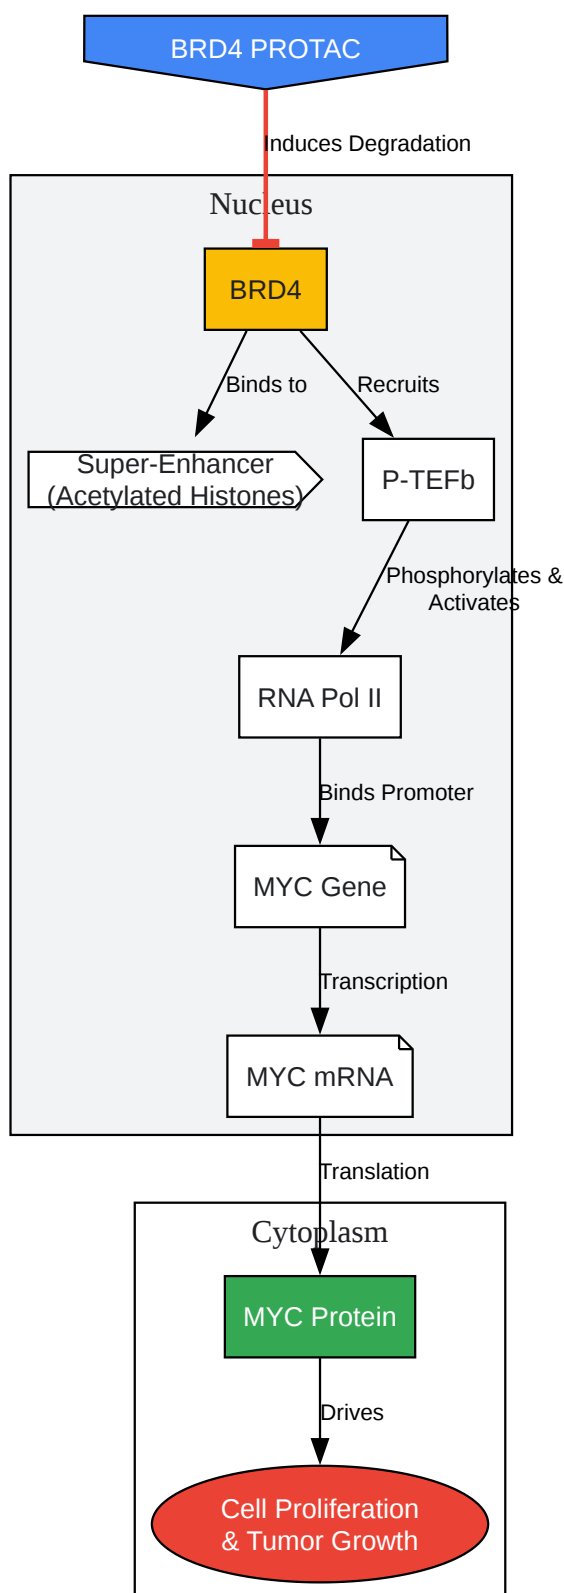 BRD4 PROTAC
Induces Degradation
Nucleus
BRD4
Binds to
Recruits
Super-Enhancer
(Acetylated Histones)
P-TEFb
Phosphorylates &
Activates
RNA Pol II
Binds Promoter
MYC Gene
Transcription
MYC mRNA
Translation
Cytoplasm
MYC Protein
Drives
Cell Proliferation
& Tumor Growth